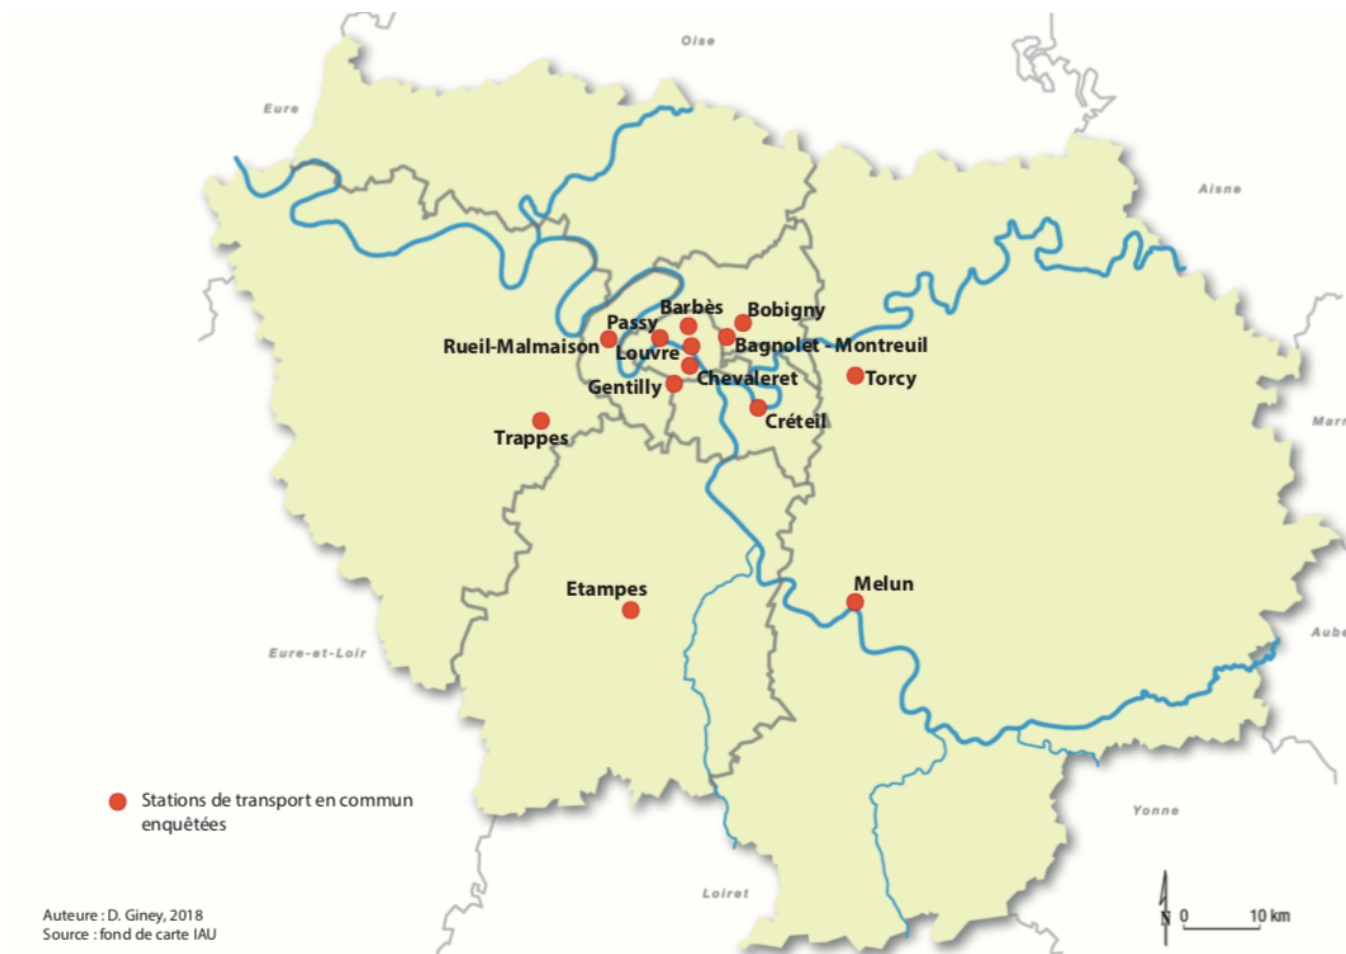 Oise
Eure
Aisne
Barbès
Bobigny
Passy
Rueil-Malmaison
Louvre
Bagnolet - Montreuil
Gentilly
Chevaleret
Torcy
Créteil
Marn
Trappes
Etampes
Melun
Aube
Eure-et-Loir
Stations de transport en commun
enquêtées
Yonne
Loiret
Auteure : D. Giney, 2018
Source : fond de carte IAU
N
0
10 km